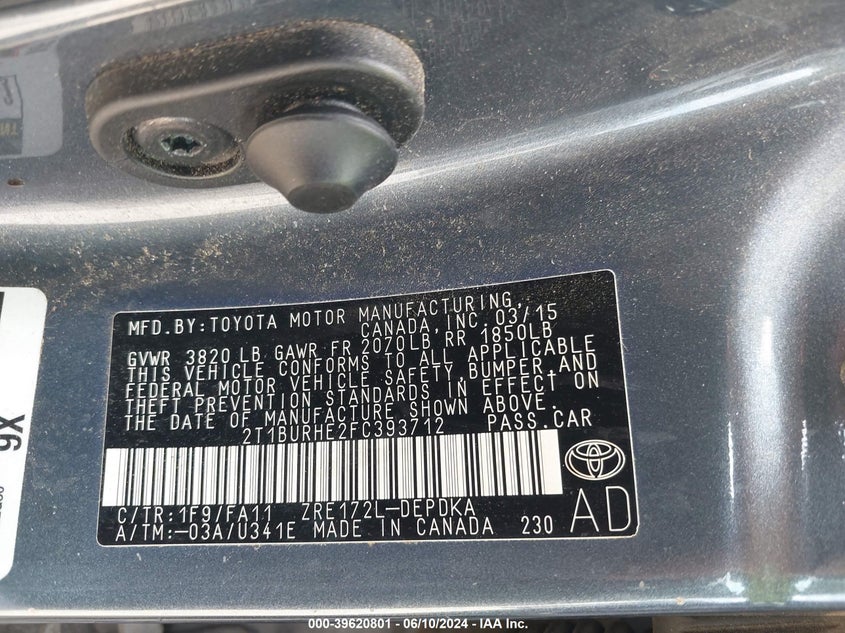 MFD. BY: TOYOTA MOTOR MANUFACTURING,
CANADA, INC. 03/15
GVWR 3820 LB GAWR FR 2070LB, RR 1850LB
THIS VEHICLE CONFORMS TO ALL APPLICABLE
FEDERAL MOTOR VEHICLE SAFETY, BUMPER, AND
THEFT PREVENTION STANDARDS IN EFFECT ON
THE DATE OF MANUFACTURE SHOWN ABOVE.
2T1BURHE2FC393712 PASS.CAR
C/TR:1F9/FA11 ZRE172L-DEPDKA
A/TM:-03A/U341E MADE IN CANADA 230
AD
000-39620801 - 06/10/2024 - IAA Inc.